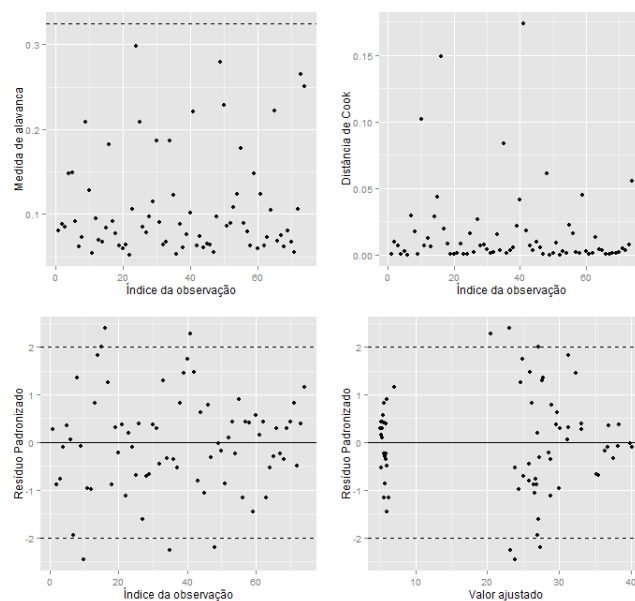 Medida de alavanca
0.3
0.2
0.1
0 20 40 60
Índice da observação
Distância de Cook
0.15
0.10
0.05
0.00
0 20 40 60
Índice da observação
Resíduo Padronizado
2
1
0
-1
-2
0 20 40 60
Índice da observação
Resíduo Padronizado
2
1
0
-1
-2
10 20 30 40
Valor ajustado